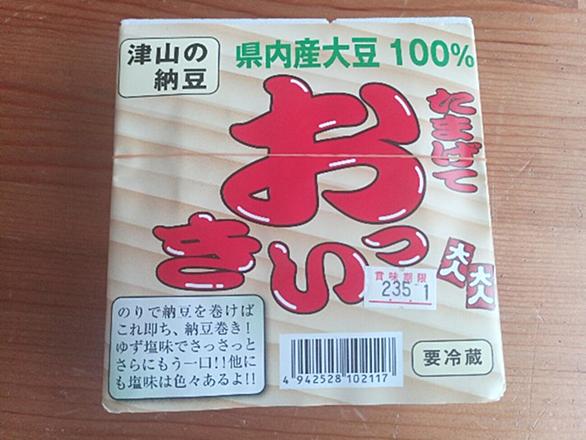 津山の
納豆
県内産大豆 100%
たまげて
おっ
きい
大人
大人
賞味期限
235 1
のりで納豆を巻けば
これ即ち、納豆巻き!
ゆず塩味でさっさっと
さらにもう一口!!他に
も塩味は色々あるよ!!
4 942528 102117
要冷蔵